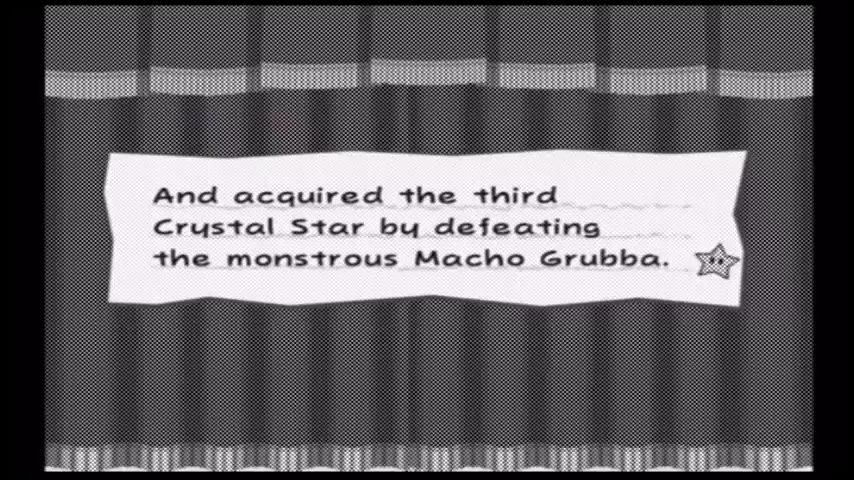 And acquired the third
Crystal Star by defeating
the monstrous Macho Grubba.